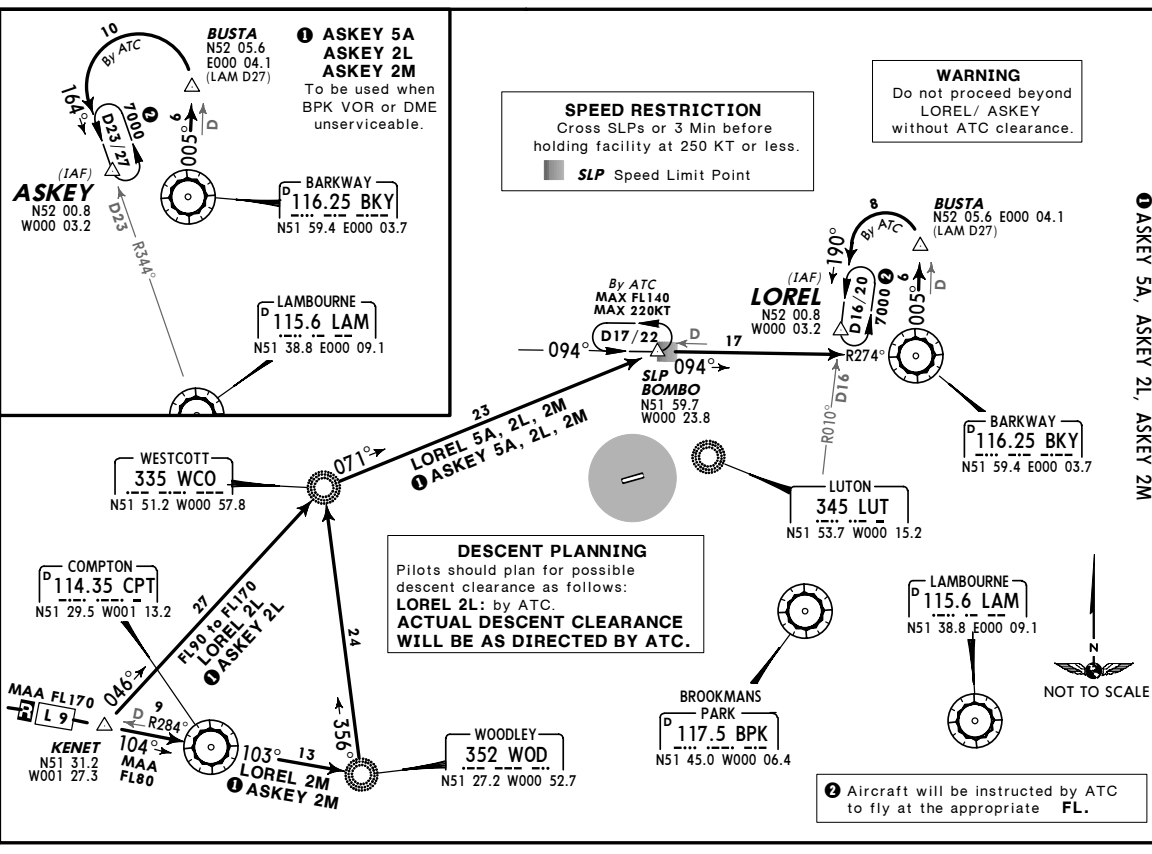 10
By ATC
BUSTA
N52 05.6
E000 04.1
(LAM D27)
❶ ASKEY 5A
ASKEY 2L
ASKEY 2M
To be used when
BPK VOR or DME
unserviceable.
164°
D23/27
7000 ❷
005°
9
D
(IAF)
ASKEY
N52 00.8
W000 03.2
BARKWAY
D 116.25 BKY
N51 59.4 E000 03.7
D23
R344°
LAMBOURNE
D 115.6 LAM
N51 38.8 E000 09.1
SPEED RESTRICTION
Cross SLPs or 3 Min before
holding facility at 250 KT or less.
SLP Speed Limit Point
WARNING
Do not proceed beyond
LOREL/ ASKEY
without ATC clearance.
❶ ASKEY 5A, ASKEY 2L, ASKEY 2M
8
By ATC
BUSTA
N52 05.6 E000 04.1
(LAM D27)
190°
(IAF)
LOREL
N52 00.8
W000 03.2
D16/20
7000 ❷
005°
9
D
By ATC
MAX FL140
MAX 220KT
D17/22
094°
D
17
R274°
094°
SLP
BOMBO
N51 59.7
W000 23.8
R010°
D16
BARKWAY
D 116.25 BKY
N51 59.4 E000 03.7
23
071°
LOREL 5A, 2L, 2M
❶ ASKEY 5A, 2L, 2M
WESTCOTT
335 WCO
N51 51.2 W000 57.8
LUTON
345 LUT
N51 53.7 W000 15.2
DESCENT PLANNING
Pilots should plan for possible
descent clearance as follows:
LOREL 2L: by ATC.
ACTUAL DESCENT CLEARANCE
WILL BE AS DIRECTED BY ATC.
COMPTON
D 114.35 CPT
N51 29.5 W001 13.2
27
FL90 to FL170
LOREL 2L
❶ ASKEY 2L
046°
24
356°
LAMBOURNE
D 115.6 LAM
N51 38.8 E000 09.1
N
NOT TO SCALE
BROOKMANS
PARK
D 117.5 BPK
N51 45.0 W000 06.4
MAA FL170
L 9
KENET
N51 31.2
W001 27.3
D
9
R284°
104°
MAA
FL80
103°
13
LOREL 2M
❶ ASKEY 2M
WOODLEY
352 WOD
N51 27.2 W000 52.7
❷ Aircraft will be instructed by ATC
to fly at the appropriate FL.